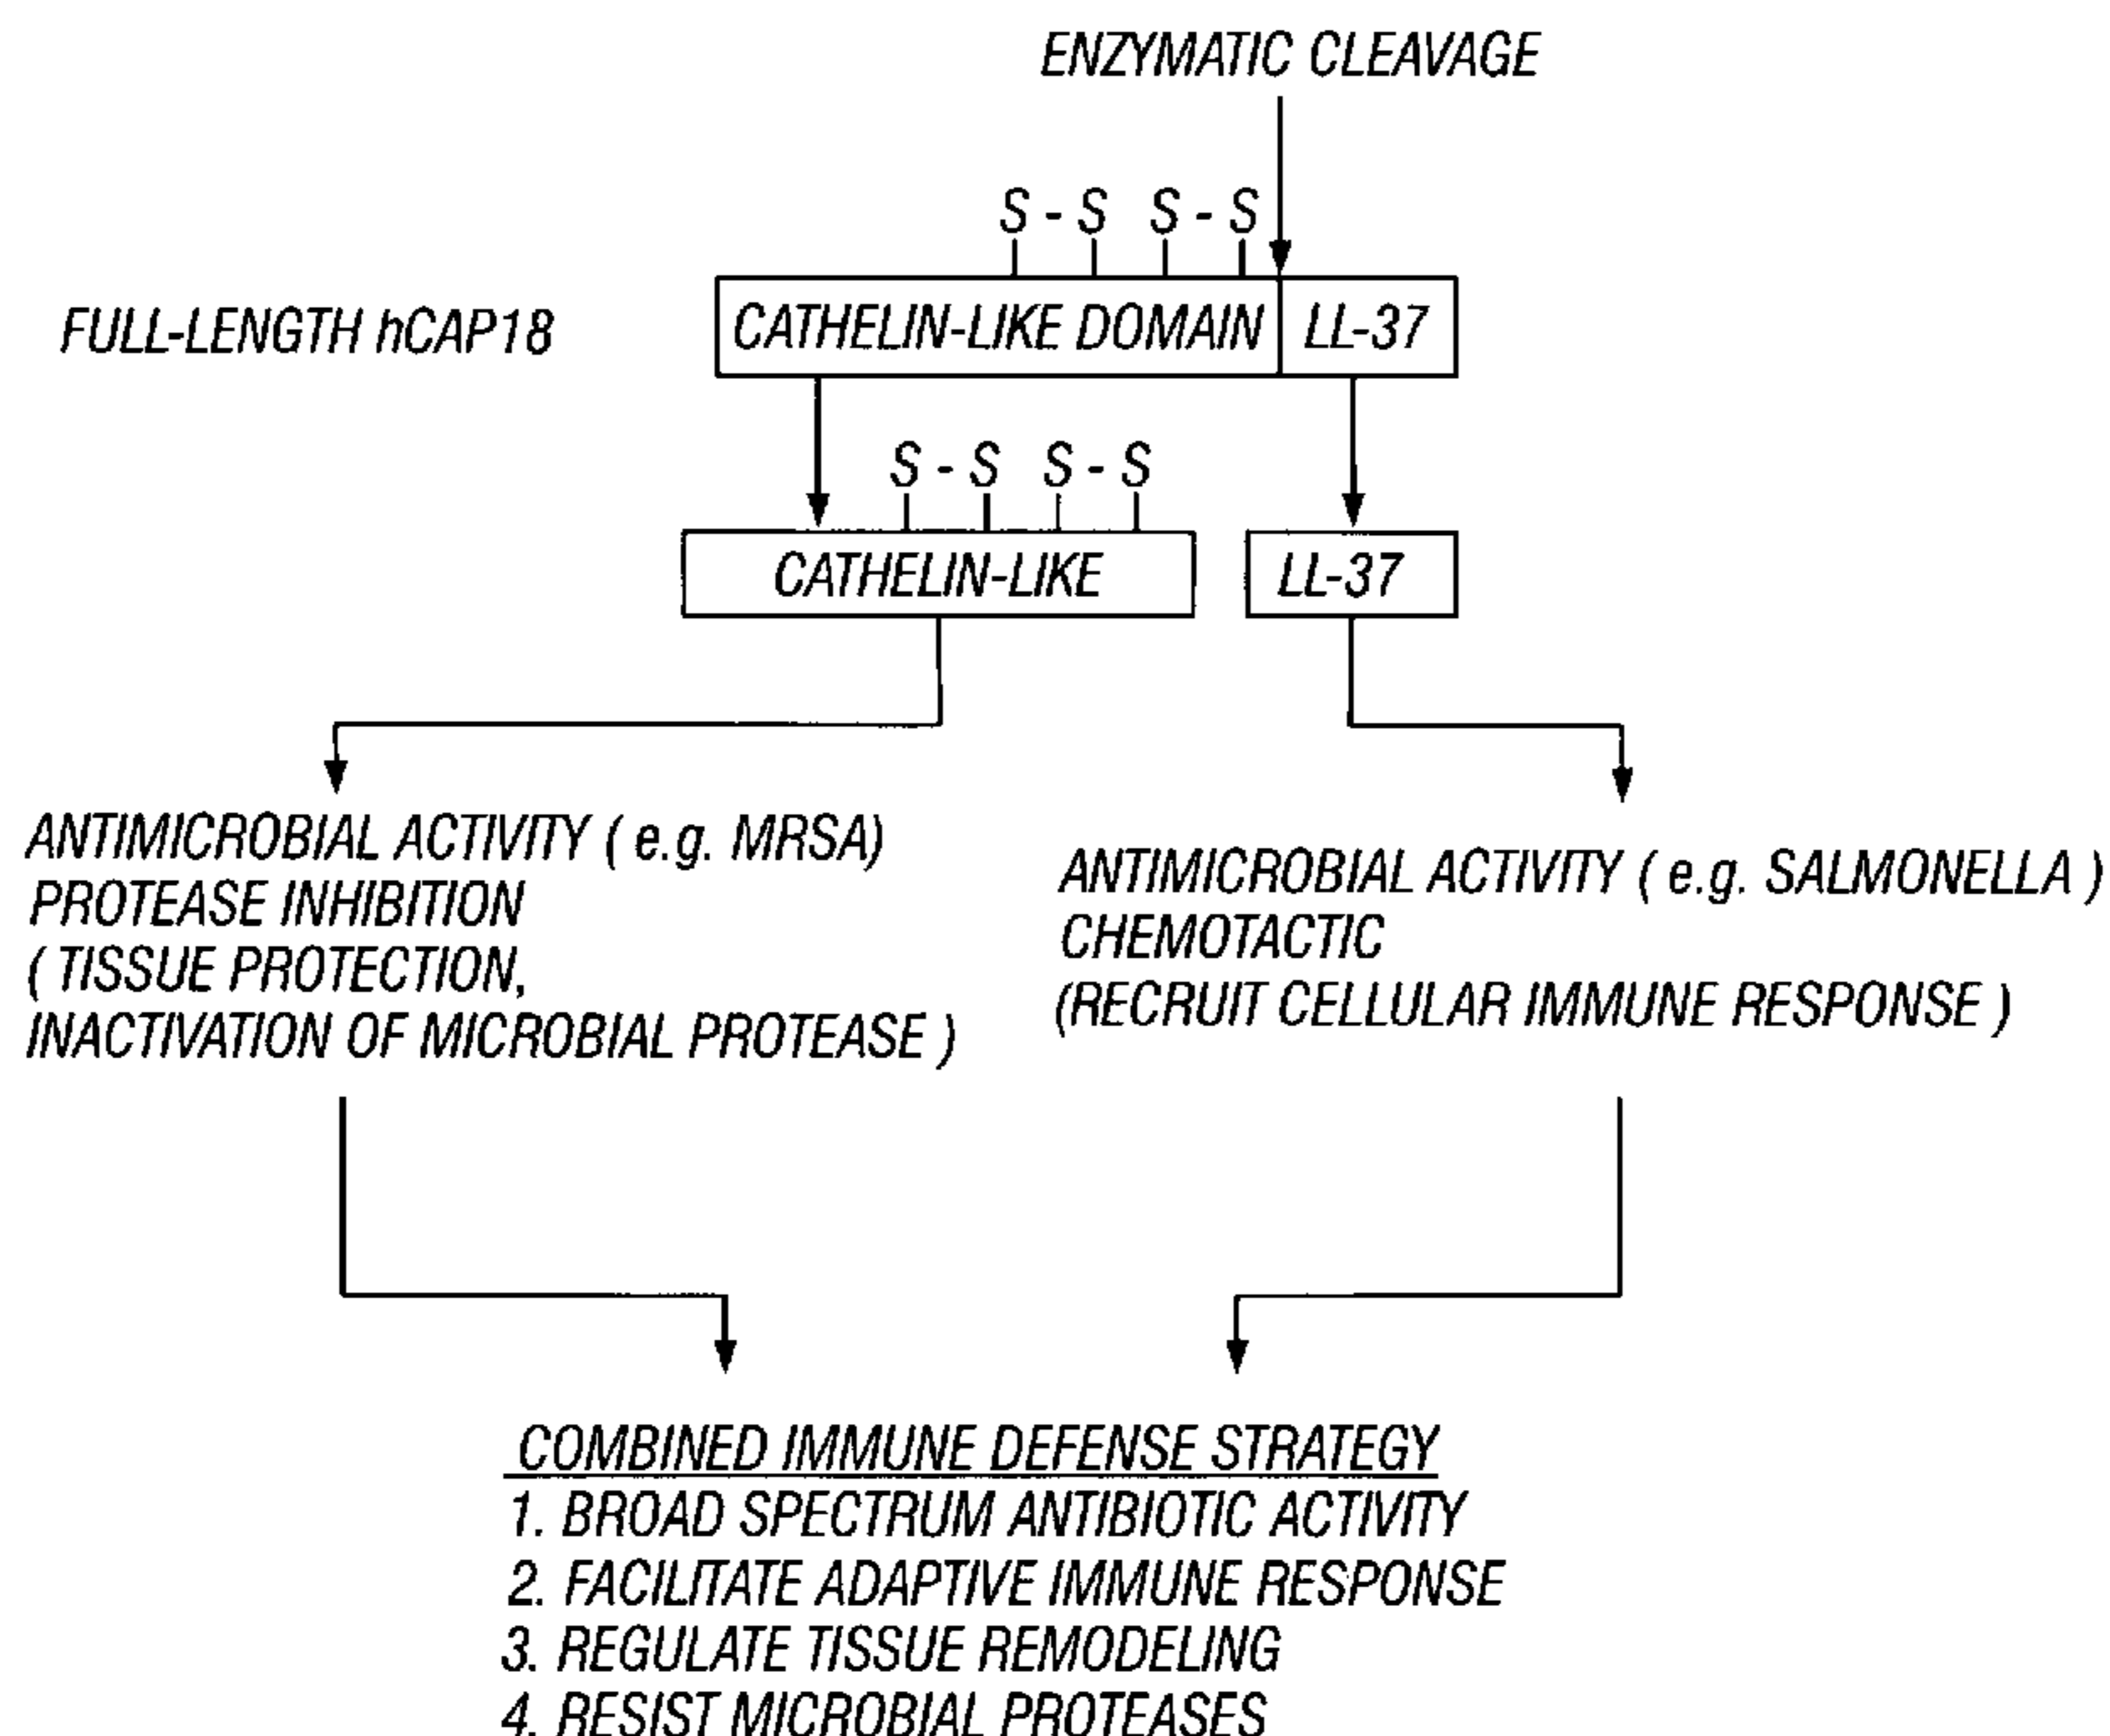 ENZYMATIC CLEAVAGE
S - S S - S
FULL-LENGTH hCAP18
CATHELIN-LIKE DOMAIN
LL-37
S - S S - S
CATHELIN-LIKE
LL-37
ANTIMICROBIAL ACTIVITY ( e.g. MRSA)
PROTEASE INHIBITION
( TISSUE PROTECTION,
INACTIVATION OF MICROBIAL PROTEASE )
ANTIMICROBIAL ACTIVITY ( e.g. SALMONELLA )
CHEMOTACTIC
(RECRUIT CELLULAR IMMUNE RESPONSE )
COMBINED IMMUNE DEFENSE STRATEGY
1. BROAD SPECTRUM ANTIBIOTIC ACTIVITY
2. FACILITATE ADAPTIVE IMMUNE RESPONSE
3. REGULATE TISSUE REMODELING
4. RESIST MICROBIAL PROTEASES